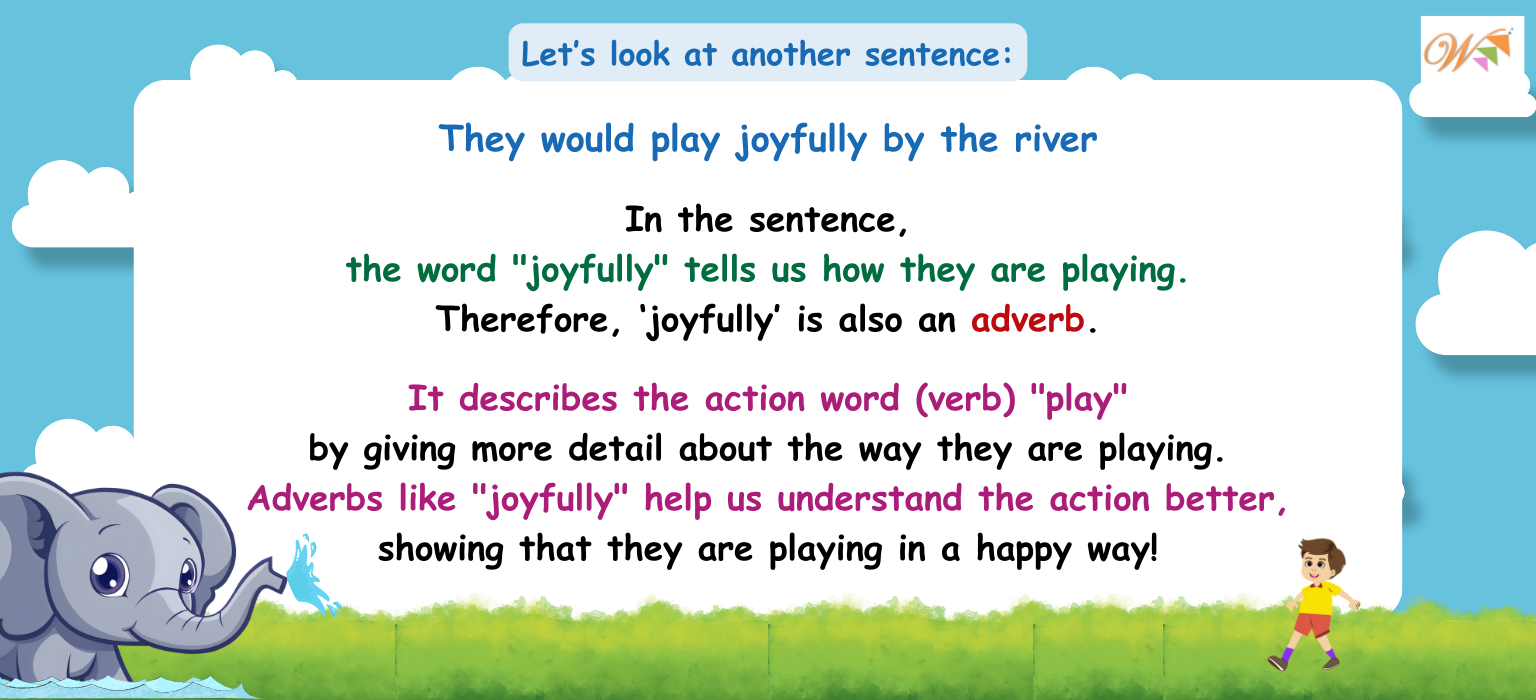 Let's look at another sentence:
W
They would play joyfully by the river
In the sentence,
the word "joyfully" tells us how they are playing.
Therefore, ‘joyfully’ is also an adverb.
It describes the action word (verb) "play"
by giving more detail about the way they are playing.
Adverbs like "joyfully" help us understand the action better,
showing that they are playing in a happy way!